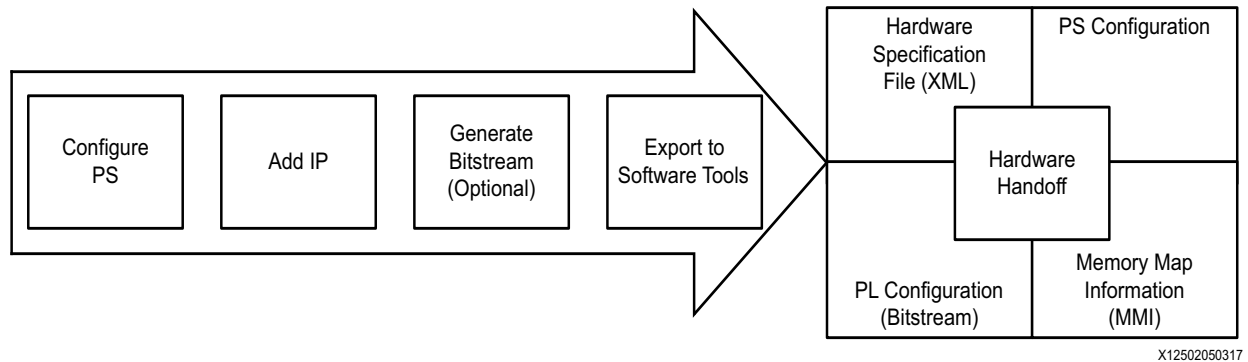 Configure
PS
Add IP
Generate
Bitstream
(Optional)
Export to
Software Tools
Hardware
Specification
File (XML)
PS Configuration
Hardware
Handoff
PL Configuration
(Bitstream)
Memory Map
Information
(MMI)
X12502050317